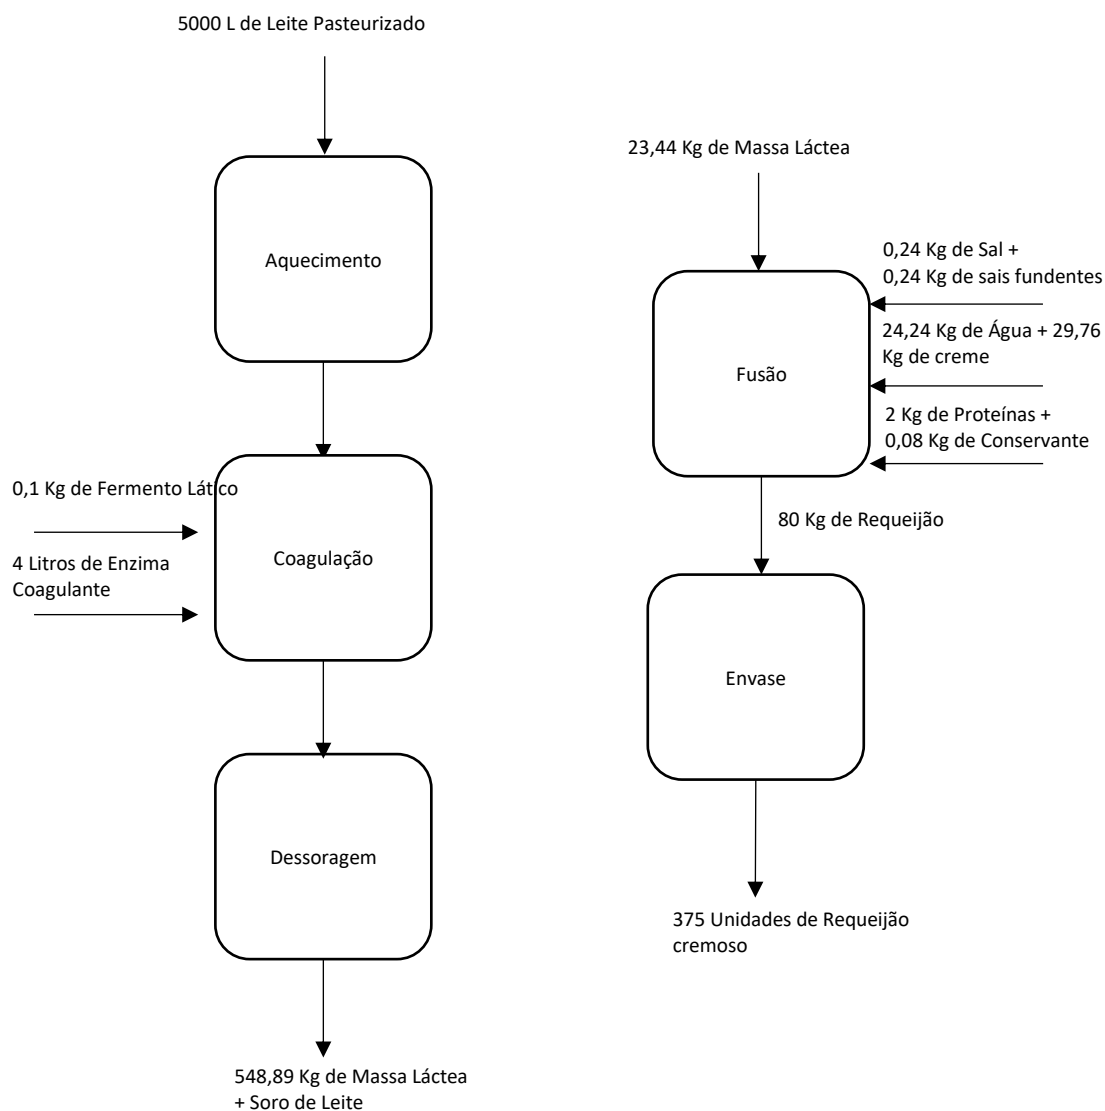 5000 L de Leite Pasteurizado
Aquecimento
0,1 Kg de Fermento Lático
4 Litros de Enzima
Coagulante
Coagulação
Dessoragem
548,89 Kg de Massa Láctea
+ Soro de Leite
23,44 Kg de Massa Láctea
0,24 Kg de Sal +
0,24 Kg de sais fundentes
24,24 Kg de Água + 29,76
Kg de creme
Fusão
2 Kg de Proteínas +
0,08 Kg de Conservante
80 Kg de Requeijão
Envase
375 Unidades de Requeijão
cremoso